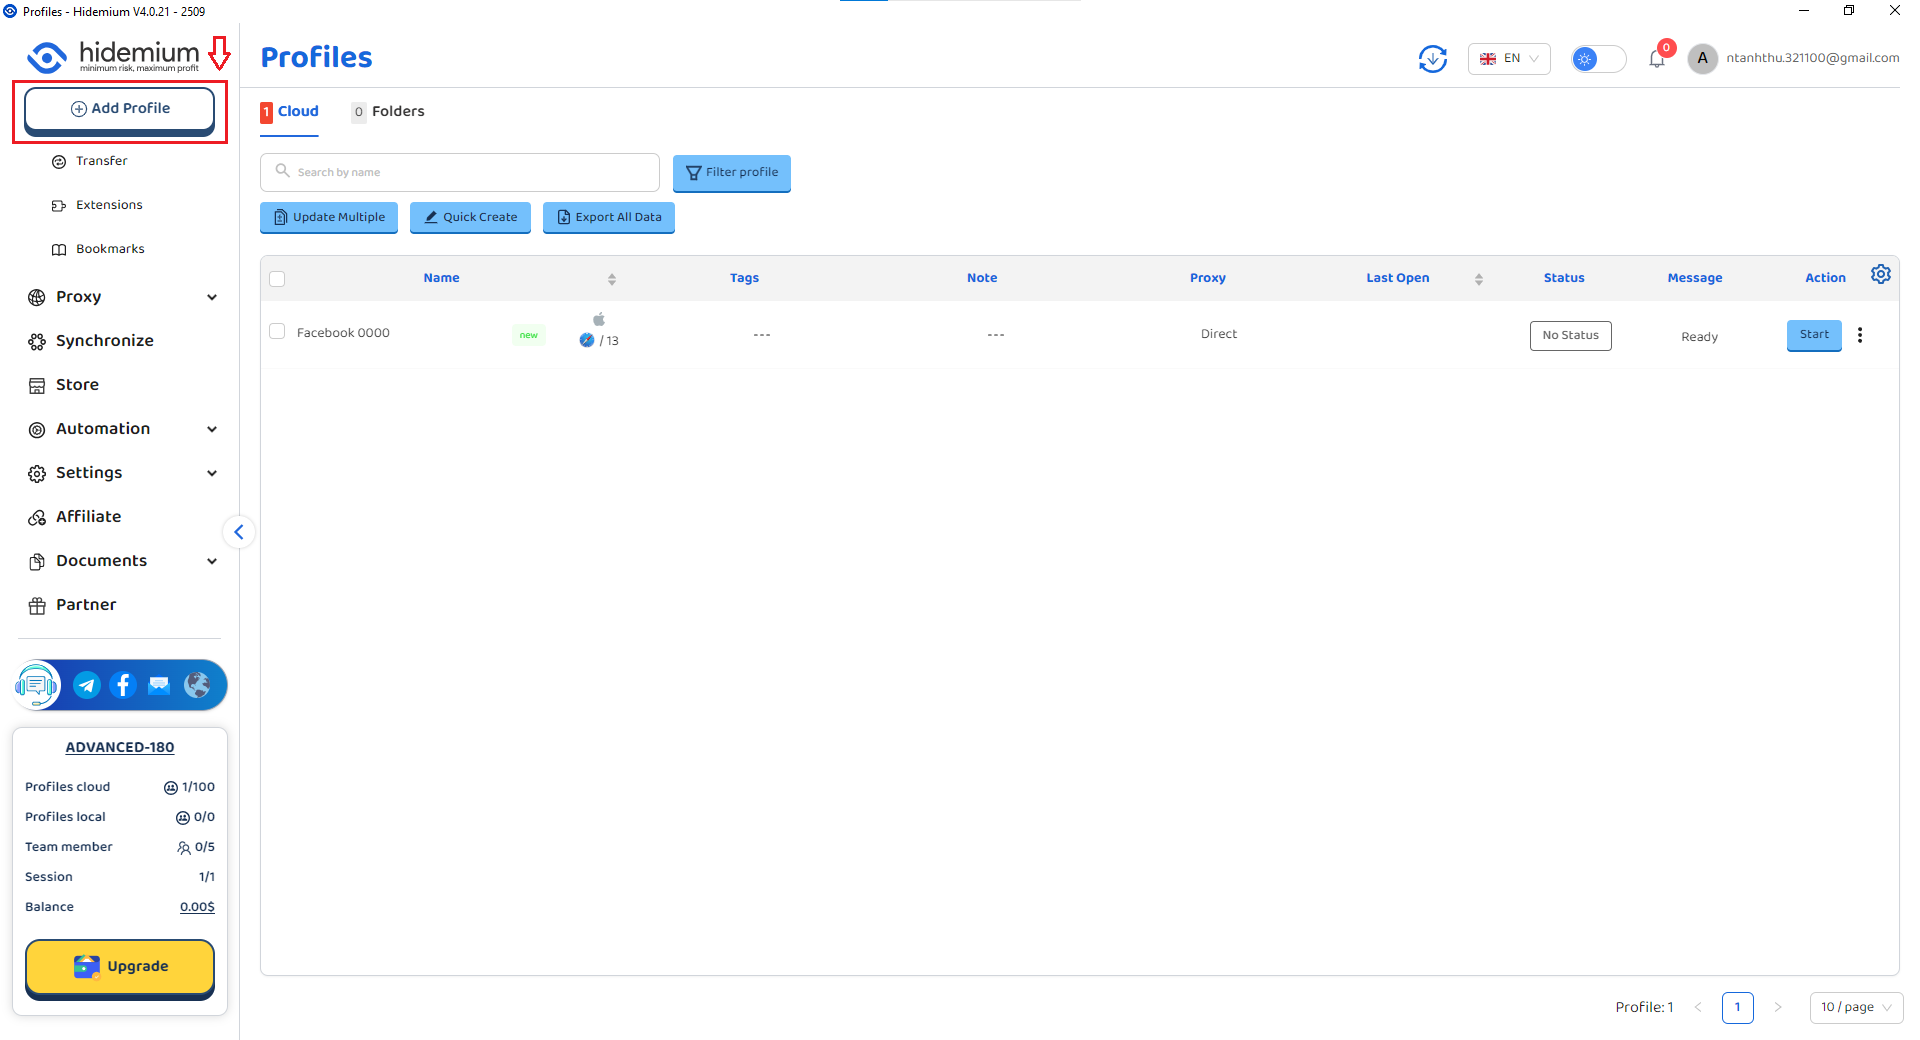 Profiles - Hidemium V4.0.21 - 2509
hidemium
minimum risk, maximum profit
Add Profile
Transfer
Extensions
Bookmarks
Proxy
Synchronize
Store
Automation
Settings
Affiliate
Documents
Partner
ADVANCED-180
Profiles cloud 1/100
Profiles local 0/0
Team member 0/5
Session 1/1
Balance 0.00$
Upgrade
Profiles
EN
0
A
ntanhthu.321100@gmail.com
1 Cloud 0 Folders
Search by name
Filter profile
Update Multiple Quick Create Export All Data
Name Tags Note Proxy Last Open Status Message Action
Facebook 0000 new / 13 --- --- Direct No Status Ready Start
Profile: 1 < 1 > 10 / page